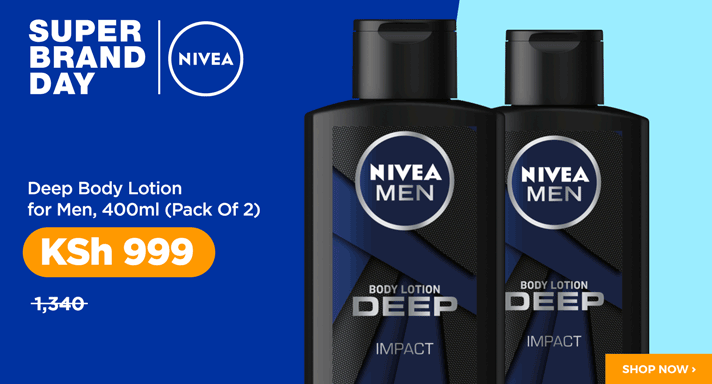 SUPER
BRAND
DAY
NIVEA
Deep Body Lotion
for Men, 400ml (Pack Of 2)
KSh 999
1,340
NIVEA
MEN
BODY LOTION
DEEP
IMPACT
NIVEA
MEN
BODY LOTION
DEEP
IMPACT
SHOP NOW ›